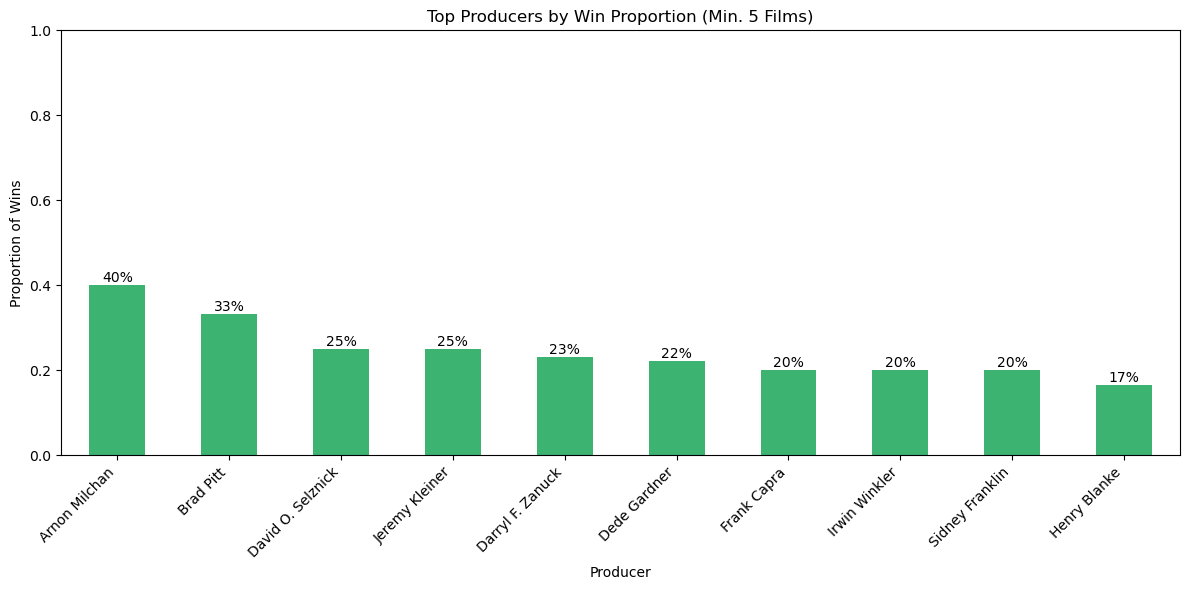 Top Producers by Win Proportion (Min. 5 Films)
Proportion of Wins
1.0
0.8
0.6
0.4
0.2
0.0
40%
33%
25%
25%
23%
22%
20%
20%
20%
17%
Arnon Milchan
Brad Pitt
David O. Selznick
Jeremy Kleiner
Darryl F. Zanuck
Dede Gardner
Frank Capra
Irwin Winkler
Sidney Franklin
Henry Blanke
Producer